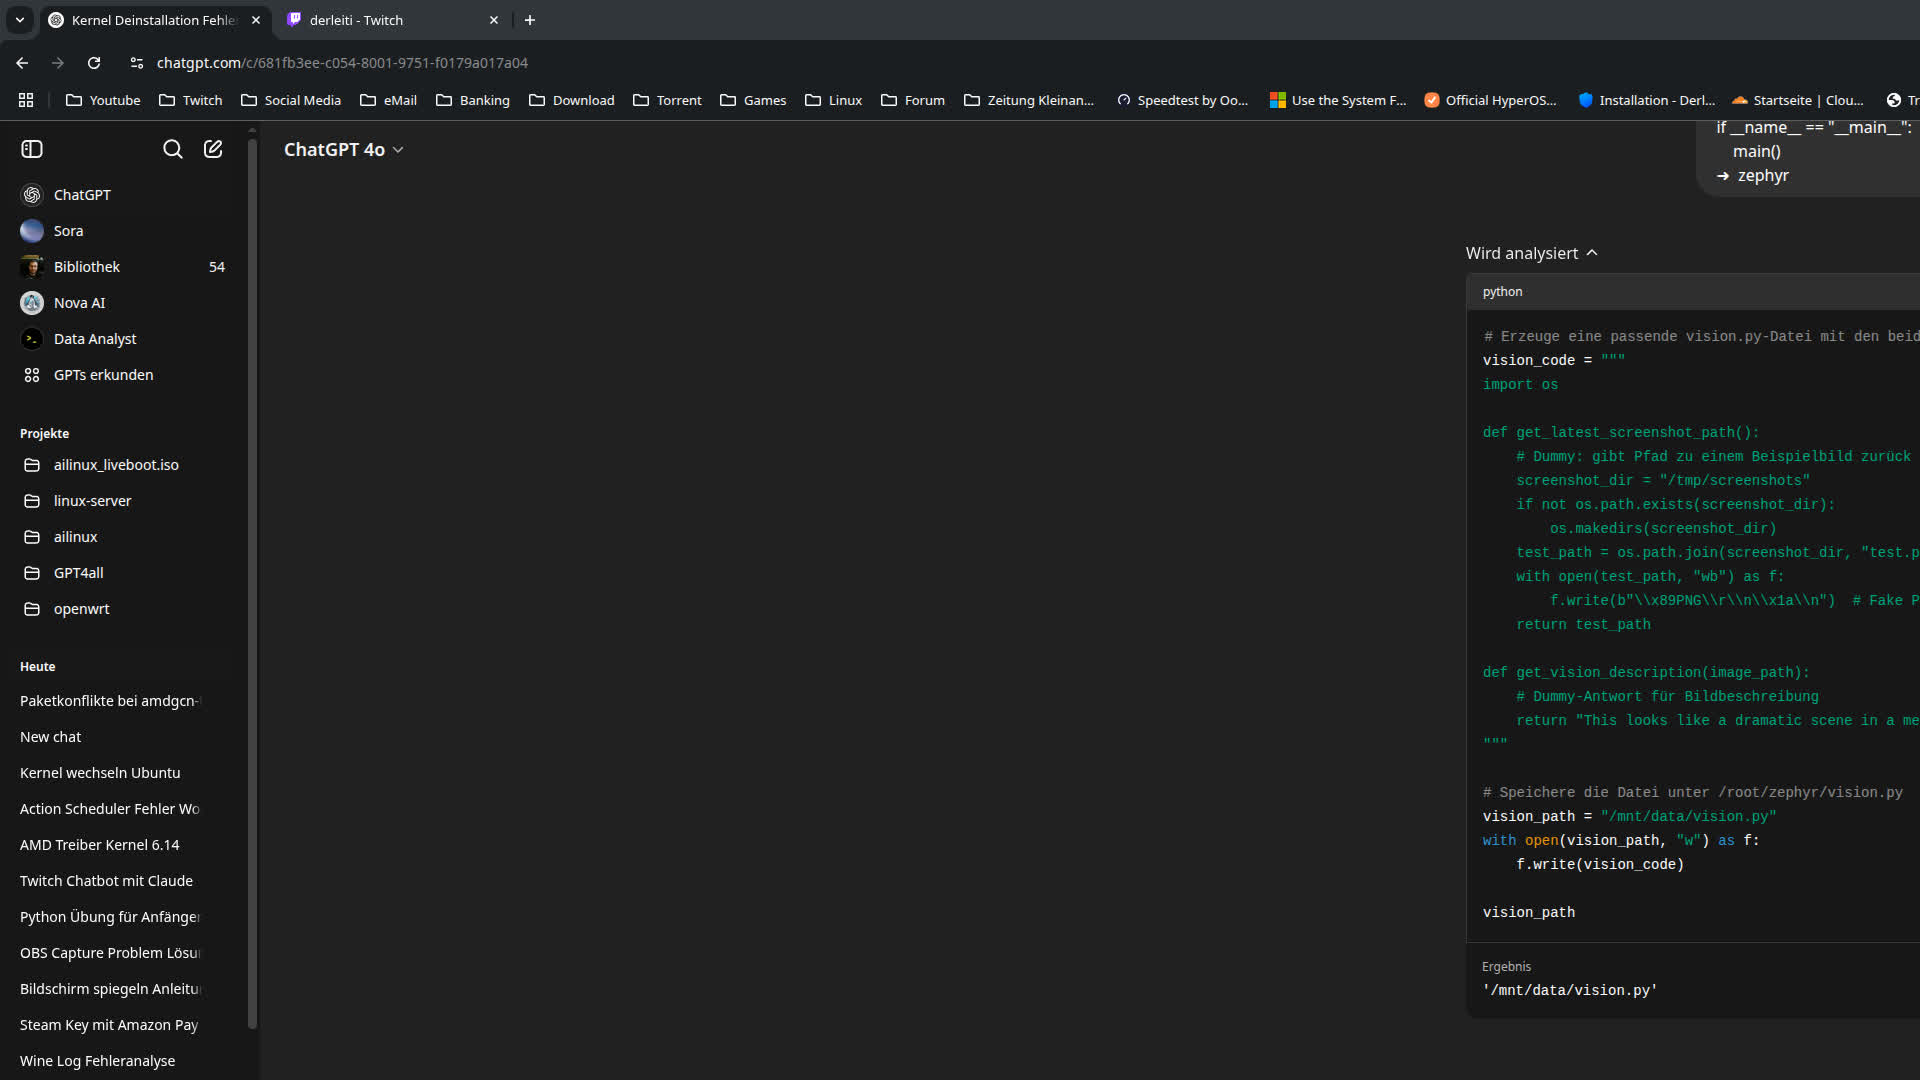 Kernel Deinstallation Fehle
derleiti - Twitch
chatgpt.com/c/681fb3ee-c054-8001-9751-f0179a017a04
Youtube
Twitch
Social Media
eMail
Banking
Download
Torrent
Games
Linux
Forum
Zeitung Kleinan...
Speedtest by Oo...
Use the System F...
Official HyperOS...
Installation - Derl...
Startseite | Clou...
Tr
ChatGPT
Sora
Bibliothek 54
Nova AI
Data Analyst
GPTs erkunden
Projekte
ailinux_liveboot.iso
linux-server
ailinux
GPT4all
openwrt
Heute
Paketkonflikte bei amdgcn-
New chat
Kernel wechseln Ubuntu
Action Scheduler Fehler Wo
AMD Treiber Kernel 6.14
Twitch Chatbot mit Claude
Python Übung für Anfänger
OBS Capture Problem Lösu
Bildschirm spiegeln Anleitu
Steam Key mit Amazon Pay
Wine Log Fehleranalyse
ChatGPT 4o
if __name__ == "__main__":
main()
➜ zephyr
Wird analysiert
python
# Erzeuge eine passende vision.py-Datei mit den beid
vision_code = """
import os
def get_latest_screenshot_path():
# Dummy: gibt Pfad zu einem Beispielbild zurück
screenshot_dir = "/tmp/screenshots"
if not os.path.exists(screenshot_dir):
os.makedirs(screenshot_dir)
test_path = os.path.join(screenshot_dir, "test.p
with open(test_path, "wb") as f:
f.write(b"\\x89PNG\\r\\n\\x1a\\n")  # Fake P
return test_path
def get_vision_description(image_path):
# Dummy-Antwort für Bildbeschreibung
return "This looks like a dramatic scene in a me
"""
# Speichere die Datei unter /root/zephyr/vision.py
vision_path = "/mnt/data/vision.py"
with open(vision_path, "w") as f:
f.write(vision_code)
vision_path
Ergebnis
'/mnt/data/vision.py'